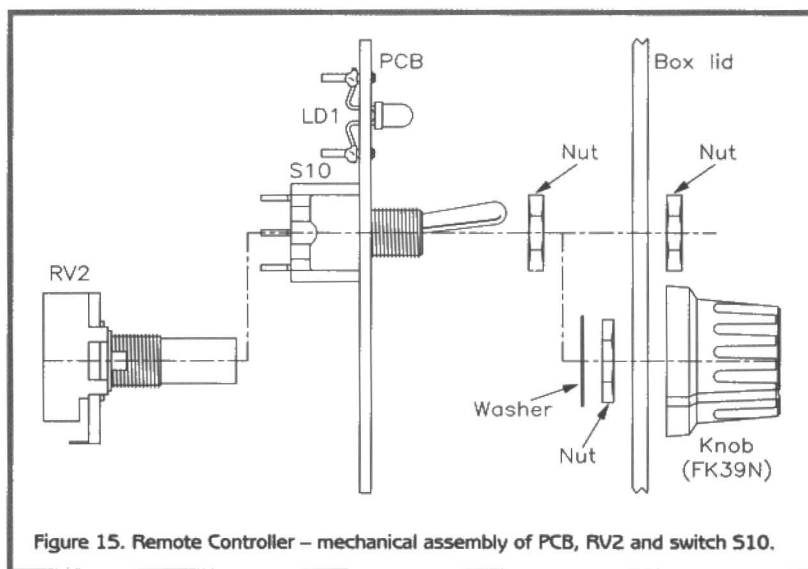 PCB
Box lid
LD1
Nut
Nut
S10
RV2
Washer
Nut
Knob
(FK39N)
Figure 15. Remote Controller – mechanical assembly of PCB, RV2 and switch S10.